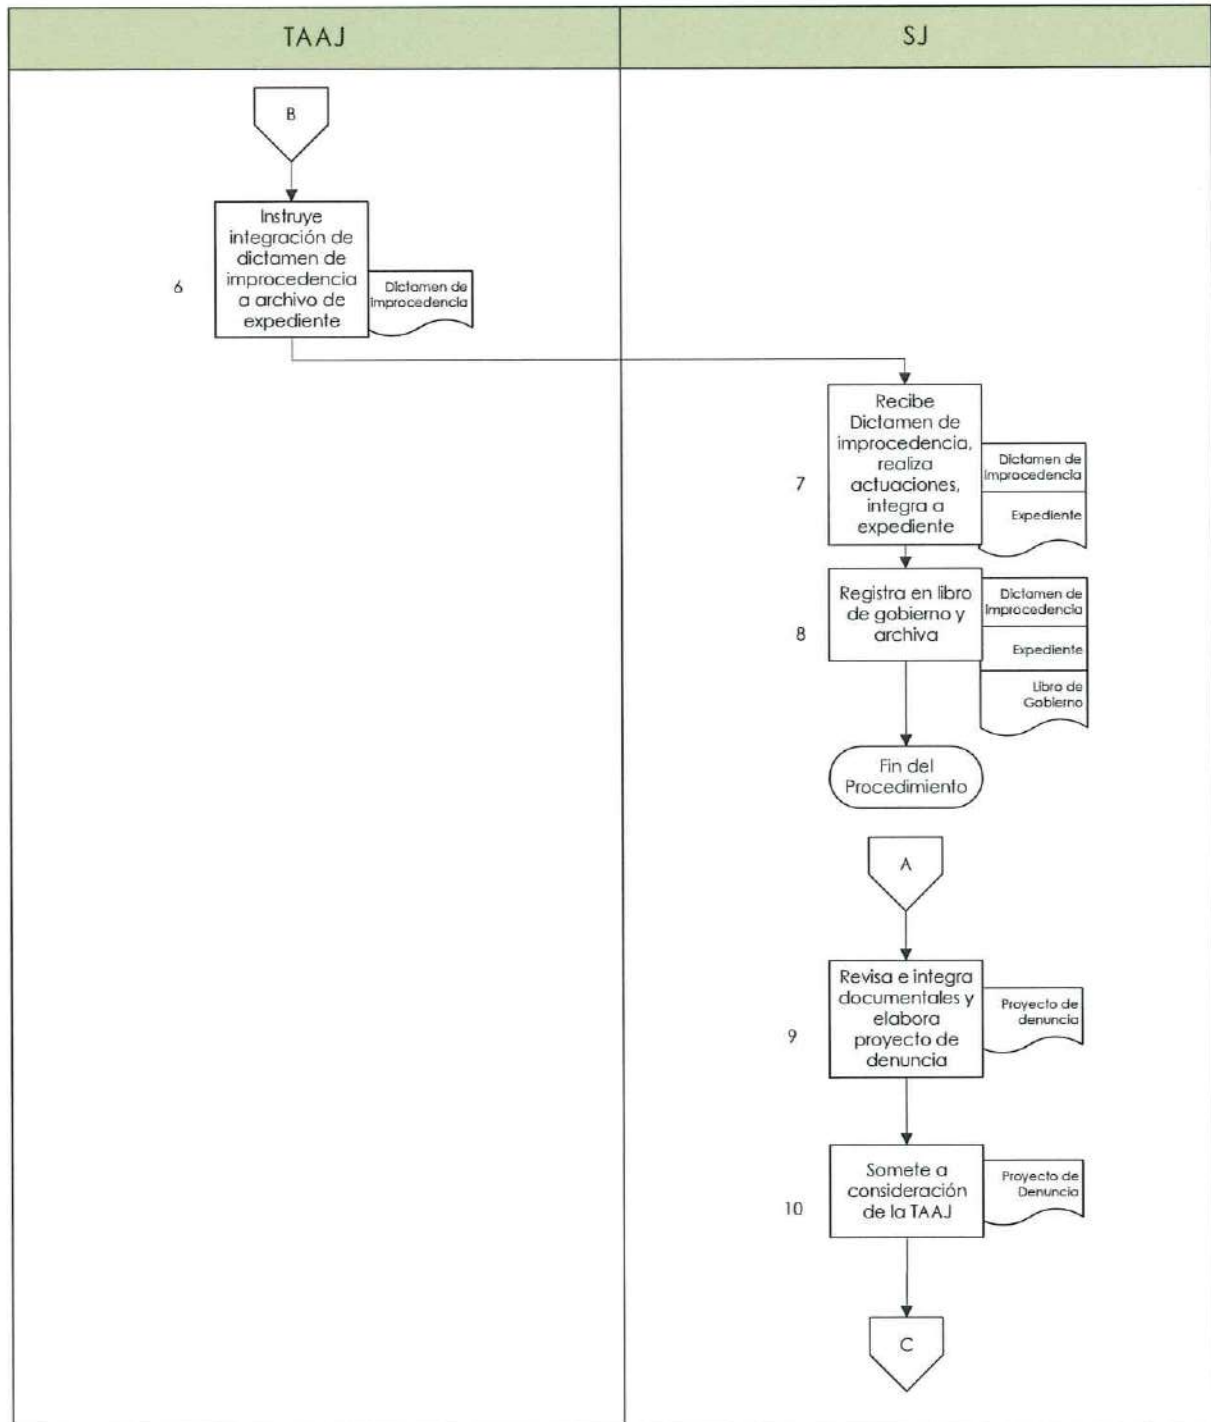 TAAJ
SJ
B
Instruye
integración de
dictamen de
improcedencia
a archivo de
expediente
6
Dictamen de
improcedencia
Recibe
Dictamen de
improcedencia,
realiza
actuaciones,
integra a
expediente
7
Dictamen de
improcedencia
Expediente
Registra en libro
de gobierno y
archiva
8
Dictamen de
improcedencia
Expediente
Libro de
Gobierno
Fin del
Procedimiento
A
Revisa e integra
documentales y
elabora
proyecto de
denuncia
9
Proyecto de
denuncia
Somete a
consideración
de la TAAJ
10
Proyecto de
Denuncia
C